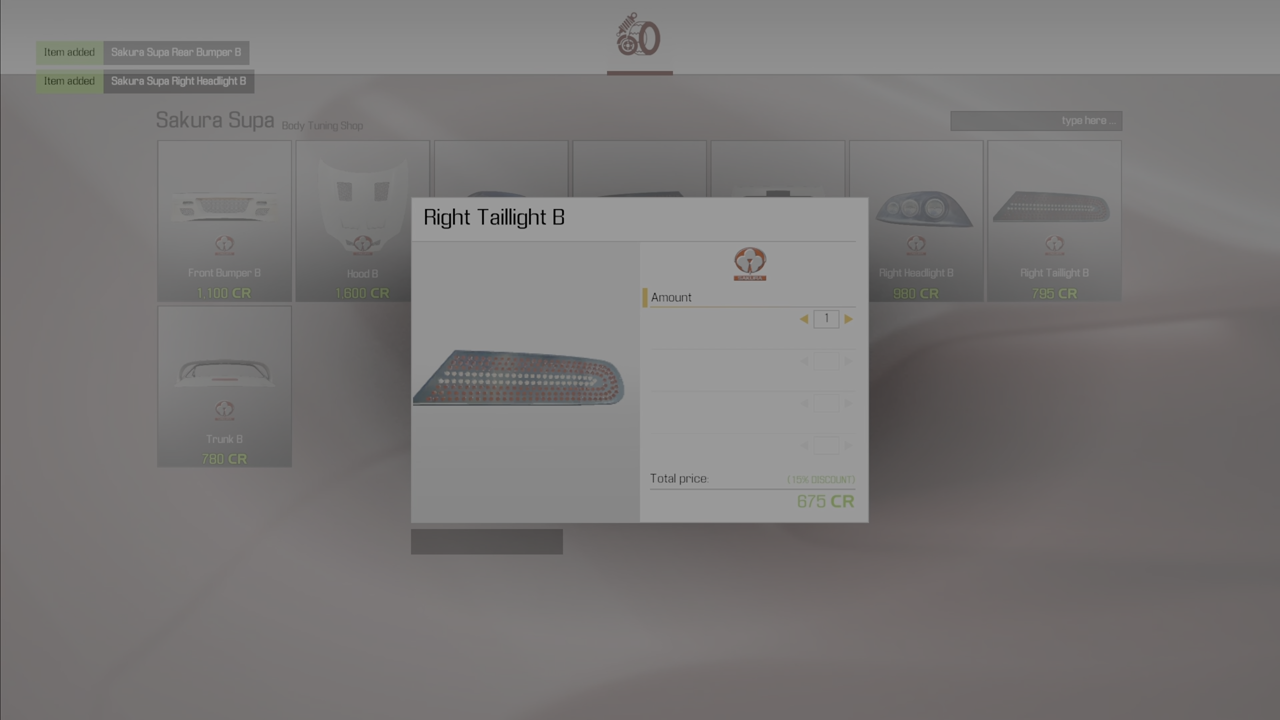 Item added Sakura Supa Rear Bumper B
Item added Sakura Supa Right Headlight B
Sakura Supa Body Tuning Shop
type here ...
Front Bumper B
1,100 CR
Hood B
1,600 CR
Right Headlight B
980 CR
Right Taillight B
795 CR
Trunk B
780 CR
Right Taillight B
Amount
1
Total price:
(15% DISCOUNT)
675 CR